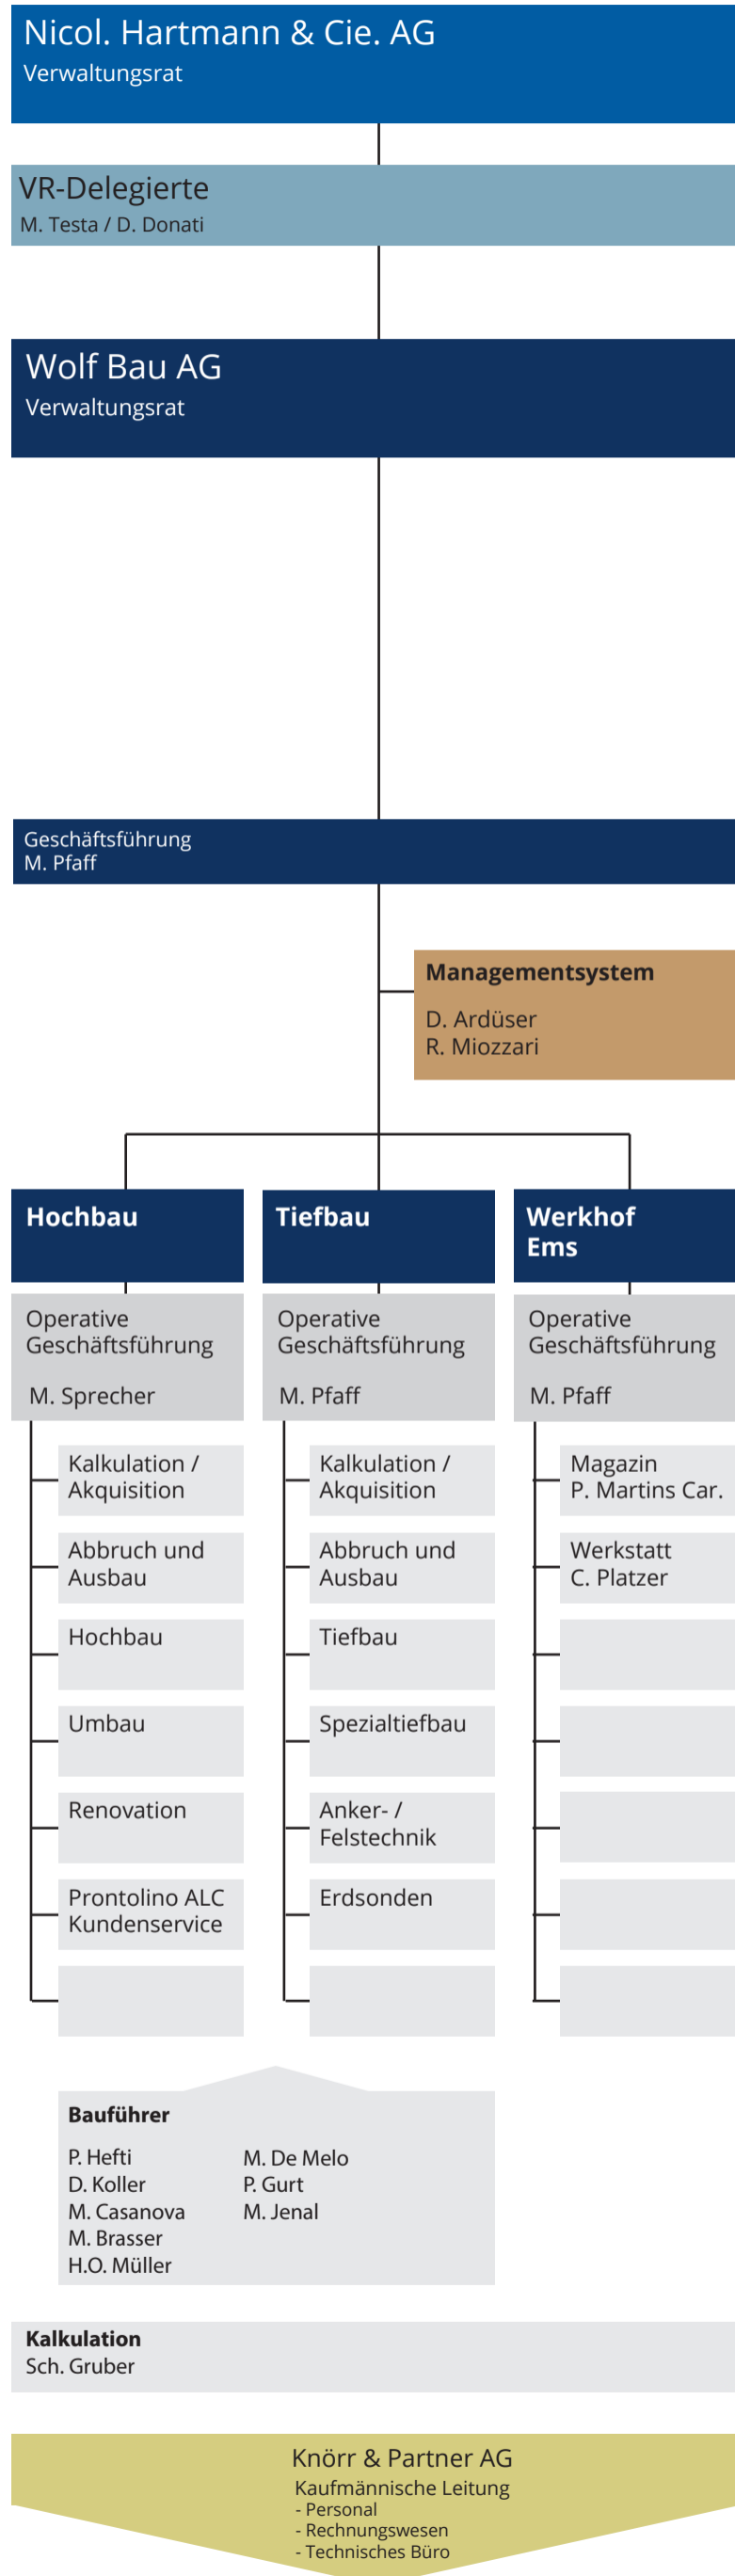 Nicol. Hartmann & Cie. AG
Verwaltungsrat
VR-Delegierte
M. Testa / D. Donati
Wolf Bau AG
Verwaltungsrat
Geschäftsführung
M. Pfaff
Managementsystem
D. Ardüser
R. Miozzari
Hochbau
Operative
Geschäftsführung
M. Sprecher
Kalkulation /
Akquisition
Abbruch und
Ausbau
Hochbau
Umbau
Renovation
Prontolino ALC
Kundenservice
Tiefbau
Operative
Geschäftsführung
M. Pfaff
Kalkulation /
Akquisition
Abbruch und
Ausbau
Tiefbau
Spezialtiefbau
Anker- /
Felstechnik
Erdsonden
Werkhof
Ems
Operative
Geschäftsführung
M. Pfaff
Magazin
P. Martins Car.
Werkstatt
C. Platzer
Bauführer
P. Hefti
D. Koller
M. Casanova
M. Brasser
H.O. Müller
M. De Melo
P. Gurt
M. Jenal
Kalkulation
Sch. Gruber
Knörr & Partner AG
Kaufmännische Leitung
- Personal
- Rechnungswesen
- Technisches Büro